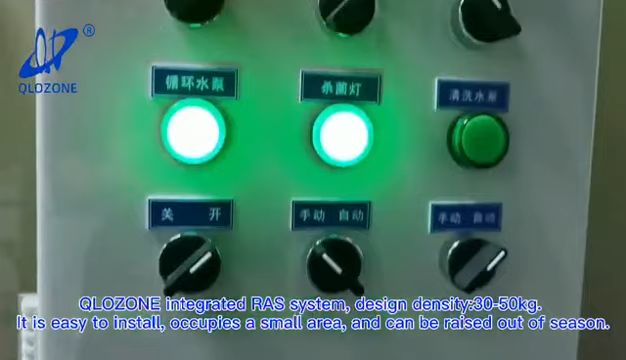 ®
QLOZONE
循环水泵
杀菌灯
清洗水泵
关 开
手动 自动
手动 自动
QLOZONE integrated RAS system, design density:30-50kg.
It is easy to install, occupies a small area, and can be raised out of season.